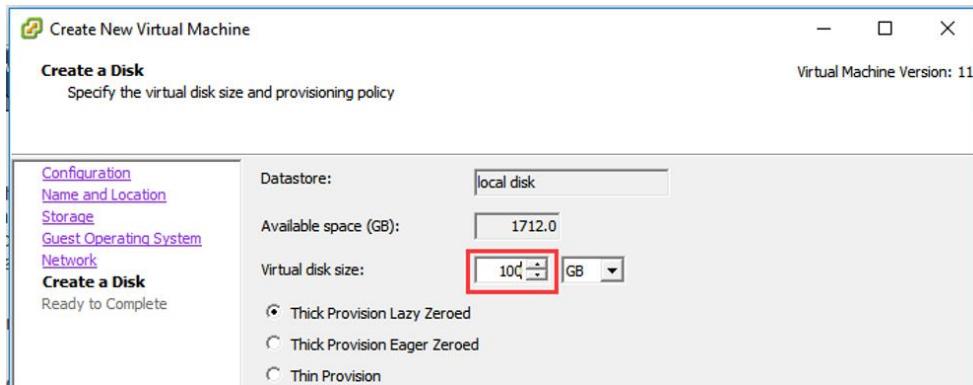 Create New Virtual Machine
Create a Disk
Virtual Machine Version: 11
Specify the virtual disk size and provisioning policy
Configuration
Name and Location
Storage
Guest Operating System
Network
Create a Disk
Ready to Complete
Datastore: local disk
Available space (GB): 1712.0
Virtual disk size: 100 GB
Thick Provision Lazy Zeroed
Thick Provision Eager Zeroed
Thin Provision